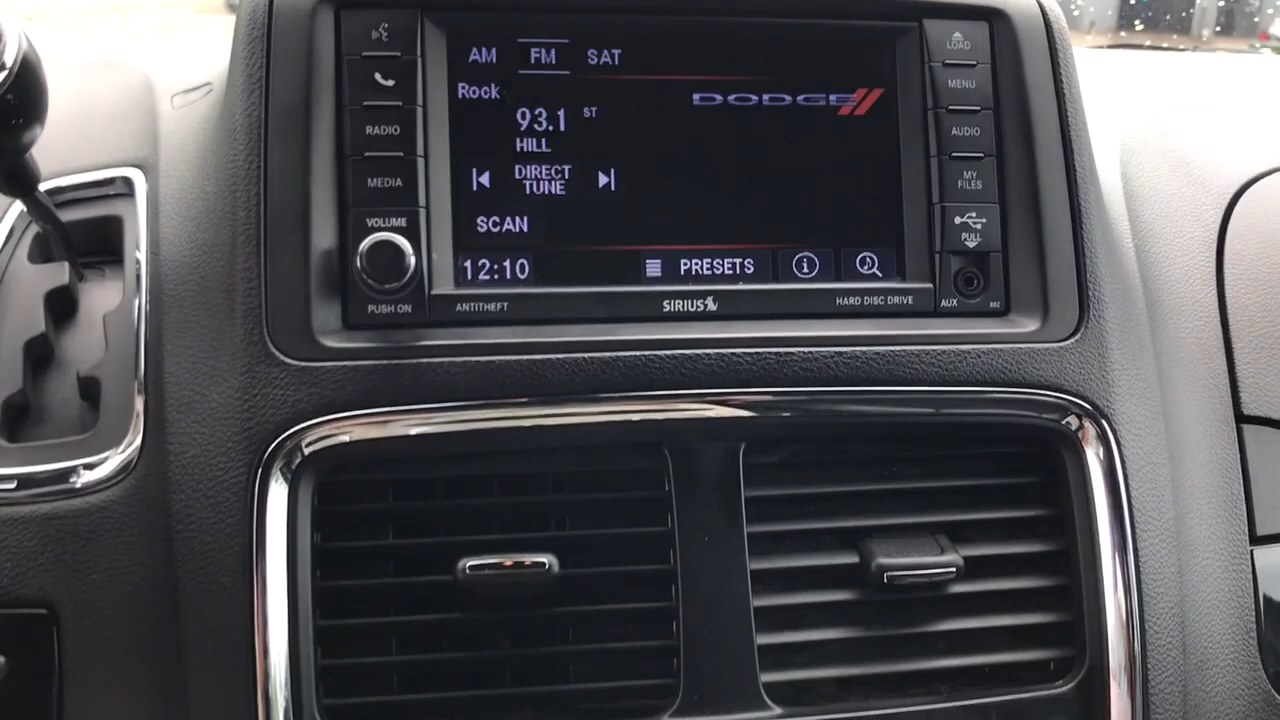 AM FM SAT
Rock
93.1 ST
HILL
DIRECT
TUNE
SCAN
12:10 PRESETS i
DODGE
RADIO
MEDIA
VOLUME
PUSH ON
ANTITHEFT
SIRIUS
HARD DISC DRIVE
LOAD
MENU
AUDIO
MY
FILES
PULL
AUX
RBZ